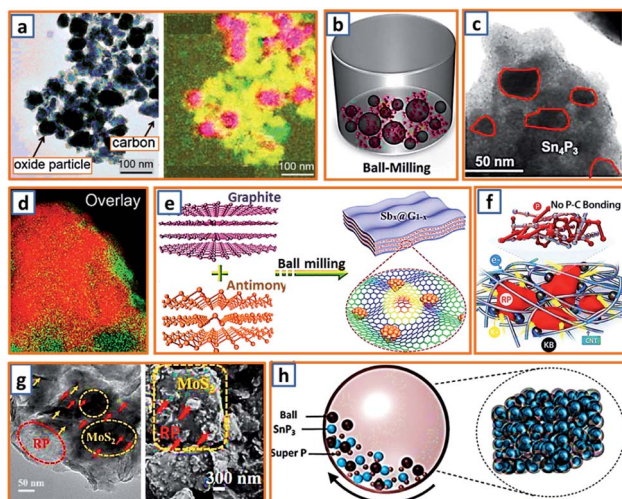 a
carbon
oxide particle
100 nm
100 nm
b
Ball-Milling
c
Sn₄P₃
50 nm
d
Overlay
e
Graphite
Antimony
Ball milling
Sbx@G1-x
f
P
No P-C Bonding
e-
RP
KB
CNT
g
RP
MoS₂
50 nm
MoS₂
RP
300 nm
h
Ball
SnP₃
Super P